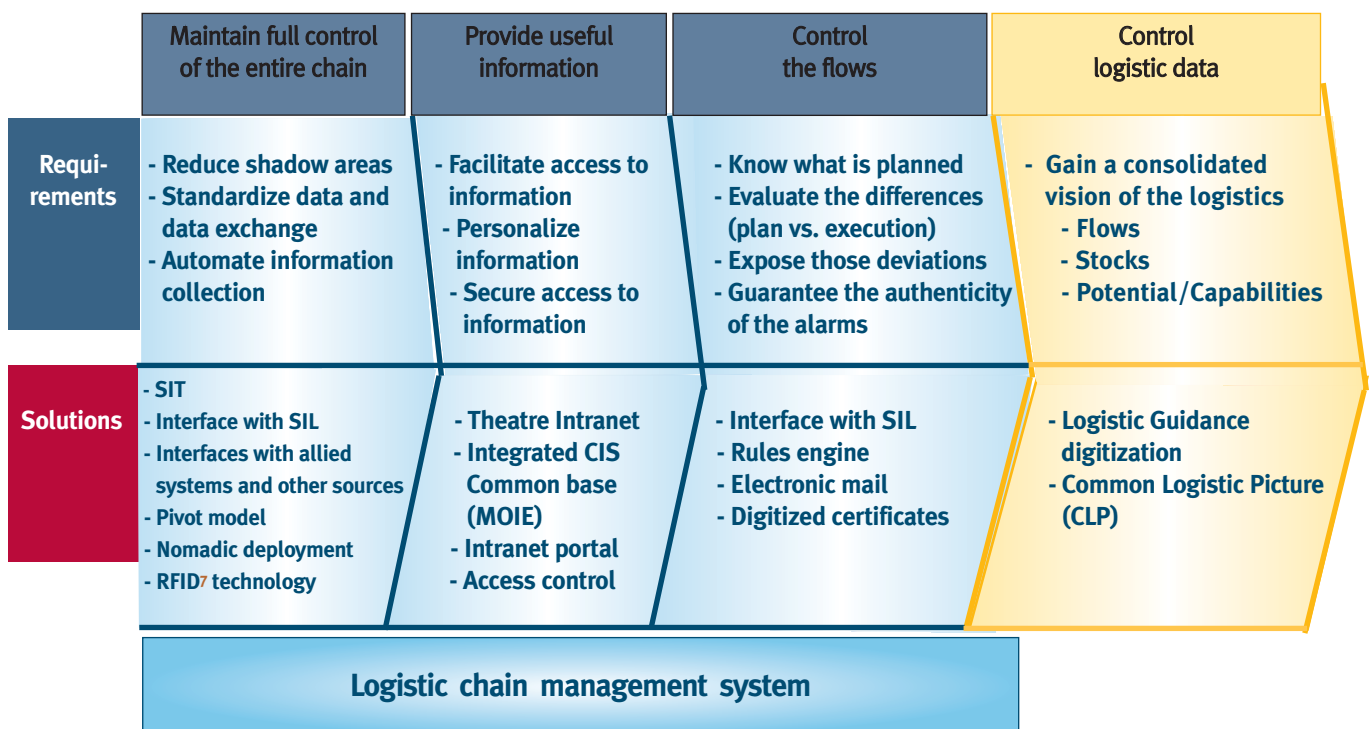 Maintain full control
of the entire chain
Provide useful
information
Control
the flows
Control
logistic data
Requi-
rements
- Reduce shadow areas
- Standardize data and
data exchange
- Automate information
collection
- Facilitate access to
information
- Personalize
information
- Secure access to
information
- Know what is planned
- Evaluate the differences
(plan vs. execution)
- Expose those deviations
- Guarantee the authenticity
of the alarms
- Gain a consolidated
vision of the logistics
- Flows
- Stocks
- Potential/Capabilities
Solutions
- SIT
- Interface with SIL
- Interfaces with allied
systems and other sources
- Pivot model
- Nomadic deployment
- RFID7 technology
- Theatre Intranet
- Integrated CIS
Common base
(MOIE)
- Intranet portal
- Access control
- Interface with SIL
- Rules engine
- Electronic mail
- Digitized certificates
- Logistic Guidance
digitization
- Common Logistic Picture
(CLP)
Logistic chain management system